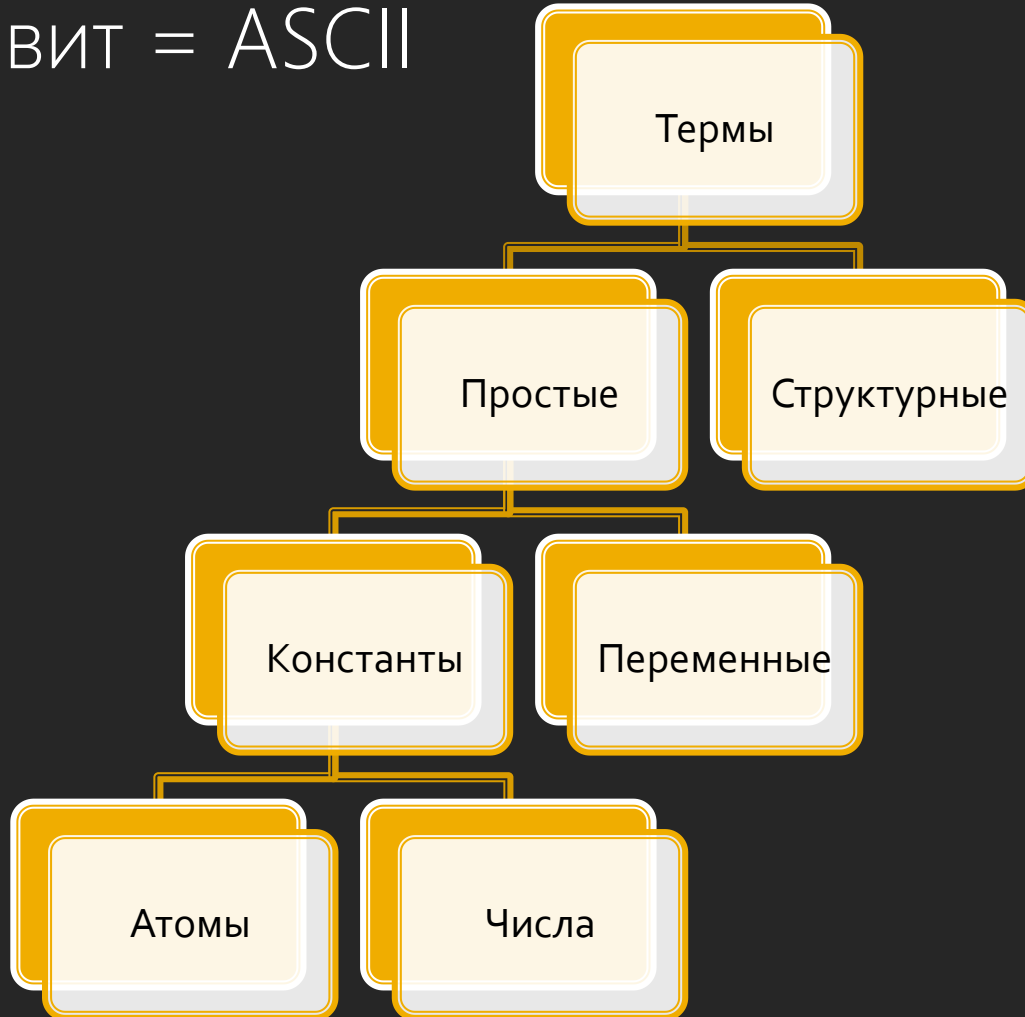 вит = ASCII
Термы
Простые
Структурные
Константы
Переменные
Атомы
Числа